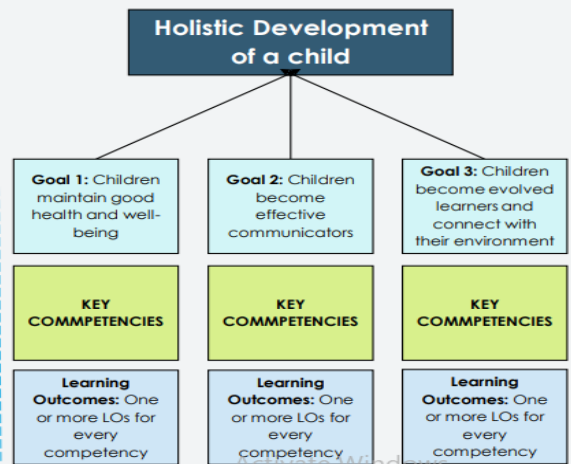 Holistic Development
of a child
Goal 1: Children
maintain good
health and well-
being
Goal 2: Children
become
effective
communicators
Goal 3: Children
become evolved
learners and
connect with
their environment
KEY
COMMPETENCIES
KEY
COMMPETENCIES
KEY
COMMPETENCIES
Learning
Outcomes: One
or more LOs for
every
competency
Learning
Outcomes: One
or more LOs for
every
competency
Learning
Outcomes: One
or more LOs for
every
competency
Activate Windows